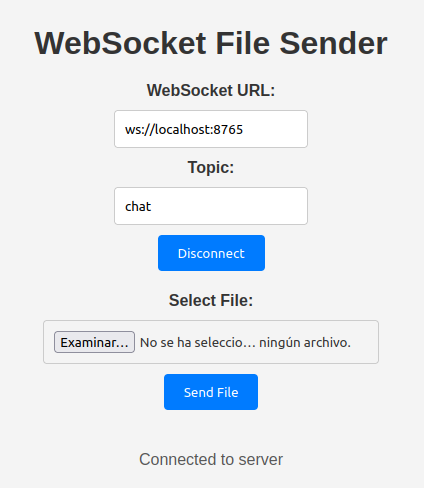 WebSocket File Sender
WebSocket URL:
ws://localhost:8765
Topic:
chat
Disconnect
Select File:
Examinar... No se ha seleccio... ningún archivo.
Send File
Connected to server